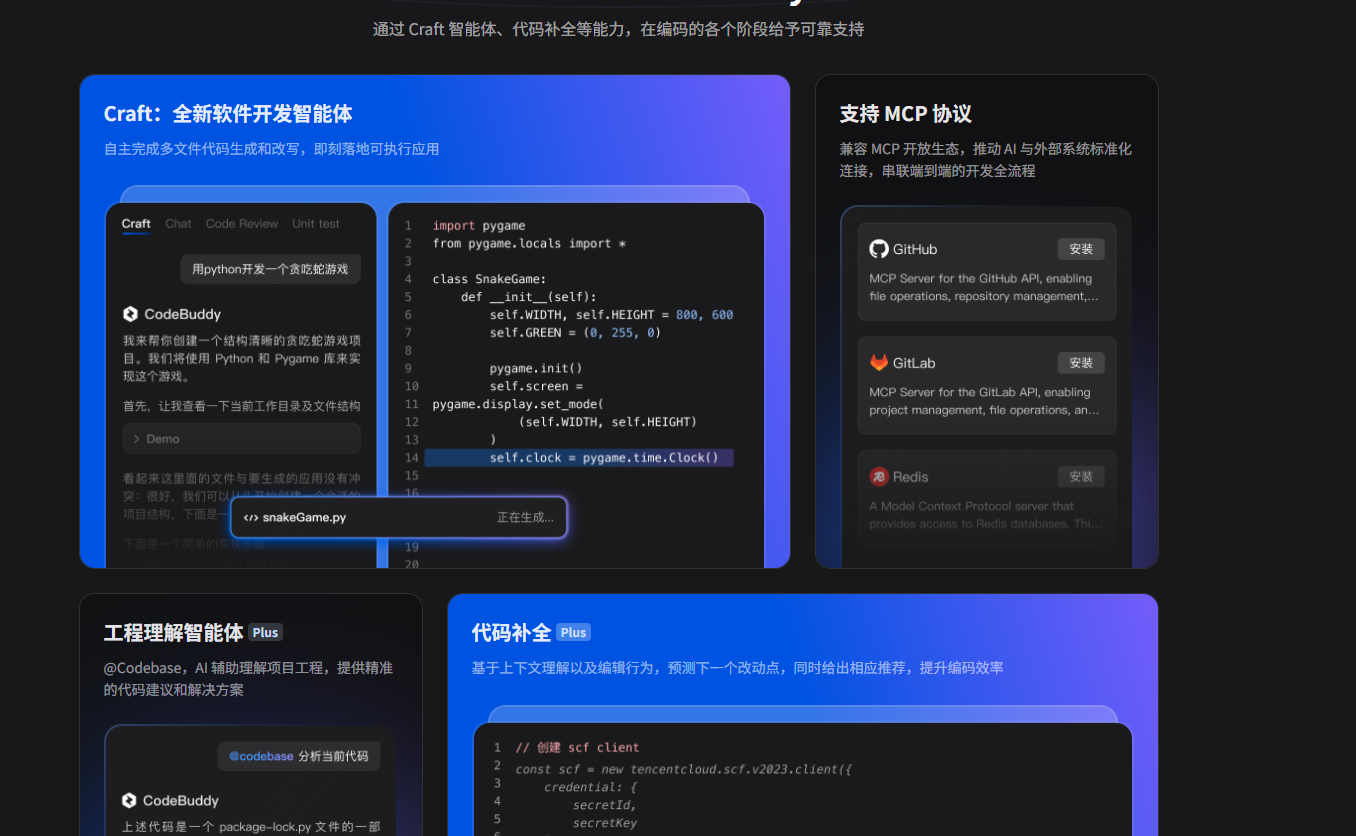 通过 Craft 智能体、代码补全等能力，在编码的各个阶段给予可靠支持
Craft：全新软件开发智能体
自主完成多文件代码生成和改写，即刻落地可执行应用
Craft Chat Code Review Unit test
用python开发一个贪吃蛇游戏
CodeBuddy
我来帮你创建一个结构清晰的贪吃蛇游戏项
目。我们将使用 Python 和 Pygame 库来实
现这个游戏。
首先，让我查看一下当前工作目录及文件结构
Demo
看起来这里面的文件与要生成的应用没有冲
突：很好，我们可以从头开始创建一个合适的
项目结构，下面是一
下面是一个简单的实现步骤：
</> snakeGame.py 正在生成...
1 import pygame
2 from pygame.locals import *
3
4 class SnakeGame:
5 def __init__(self):
6 self.WIDTH, self.HEIGHT = 800, 600
7 self.GREEN = (0, 255, 0)
8
9 pygame.init()
10 self.screen =
11 pygame.display.set_mode(
12 (self.WIDTH, self.HEIGHT)
13 )
14 self.clock = pygame.time.Clock()
15
16
19
20
支持 MCP 协议
兼容 MCP 开放生态，推动 AI 与外部系统标准化
连接，串联端到端的开发全流程
GitHub 安装
MCP Server for the GitHub API, enabling
file operations, repository management,...
GitLab 安装
MCP Server for the GitLab API, enabling
project management, file operations, an...
Redis 安装
A Model Context Protocol server that
provides access to Redis databases. Thi...
工程理解智能体 Plus
@Codebase，AI 辅助理解项目工程，提供精准
的代码建议和解决方案
@codebase 分析当前代码
CodeBuddy
上述代码是一个 package-lock.py 文件的一部
代码补全 Plus
基于上下文理解以及编辑行为，预测下一个改动点，同时给出相应推荐，提升编码效率
1 // 创建 scf client
2 const scf = new tencentcloud.scf.v2023.client({
3 credential: {
4 secretId,
5 secretKey